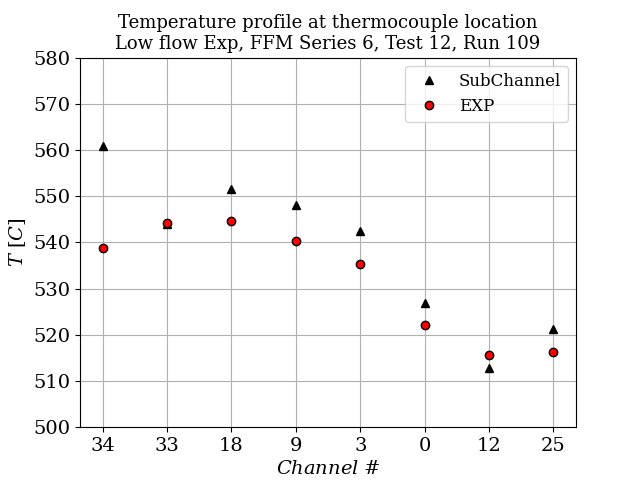 Temperature profile at thermocouple location
Low flow Exp, FFM Series 6, Test 12, Run 109
580
570
560
550
540
530
520
510
500
T [C]
SubChannel
EXP
34 33 18 9 3 0 12 25
Channel #